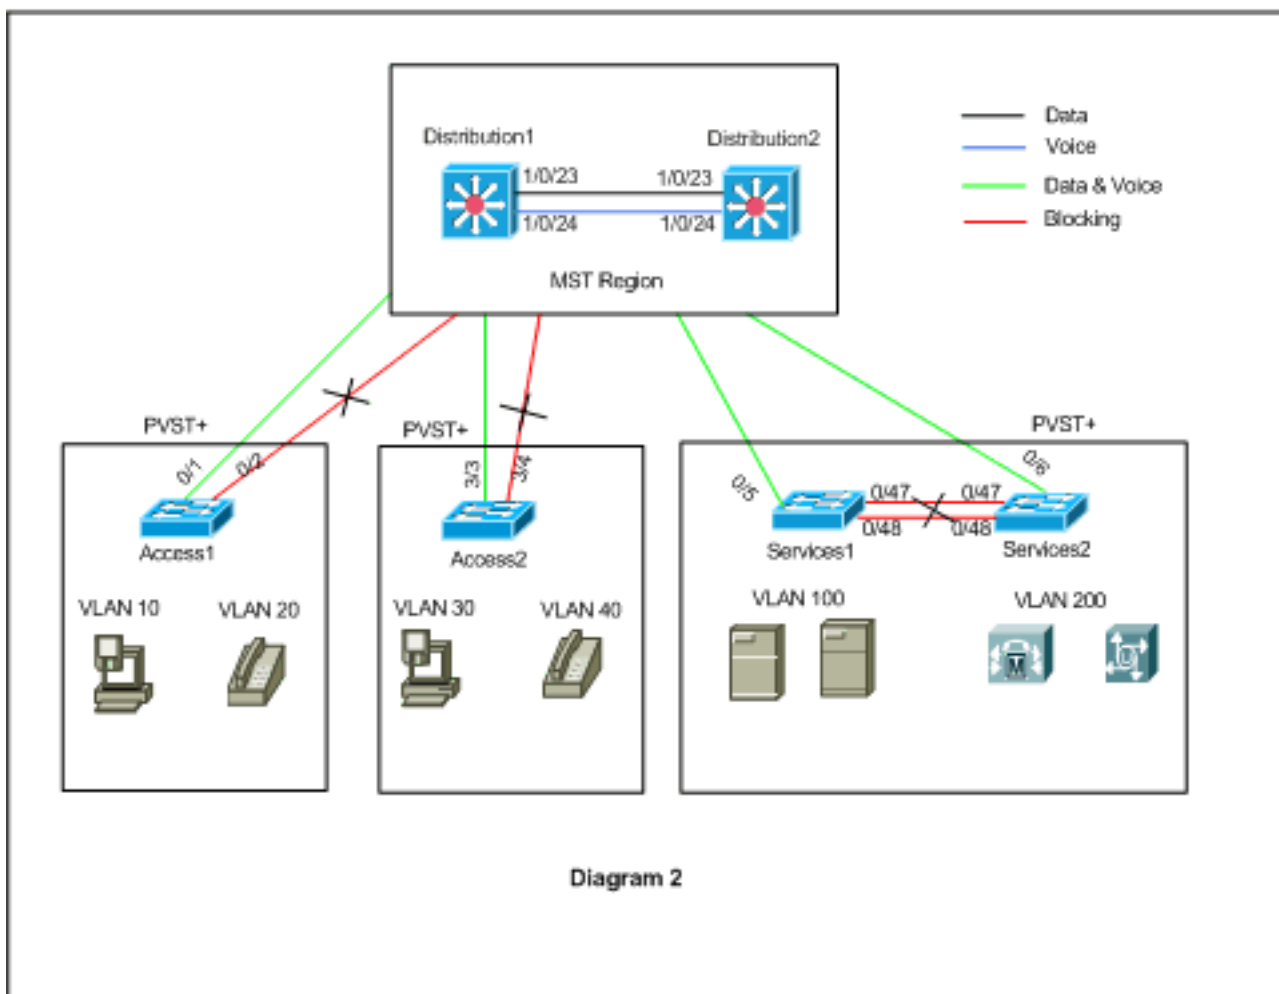 Distribution1
Distribution2
Data
Voice
Data & Voice
Blocking
1/0/23
1/0/23
1/0/24
1/0/24
MST Region
PVST+
PVST+
PVST+
0/1
0/2
3/3
3/4
0/5
0/6
0/47
0/47
0/48
0/48
Access1
Access2
Services1
Services2
VLAN 10
VLAN 20
VLAN 30
VLAN 40
VLAN 100
VLAN 200
M
U
Diagram 2